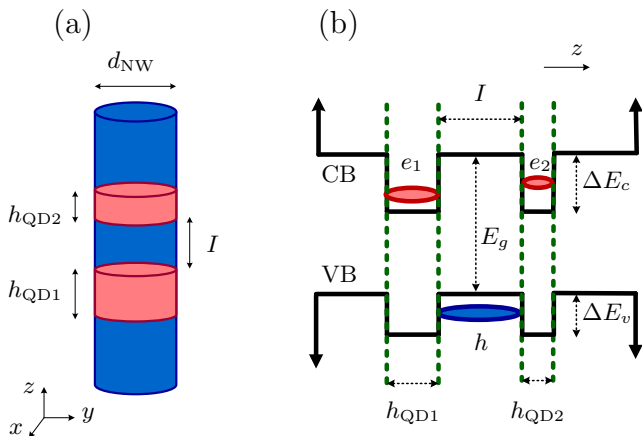 (a)
d_NW
h_QD2
I
h_QD1
z
y
x
(b)
z
I
e_1
e_2
CB
ΔE_c
E_g
VB
ΔE_v
h
h_QD1
h_QD2